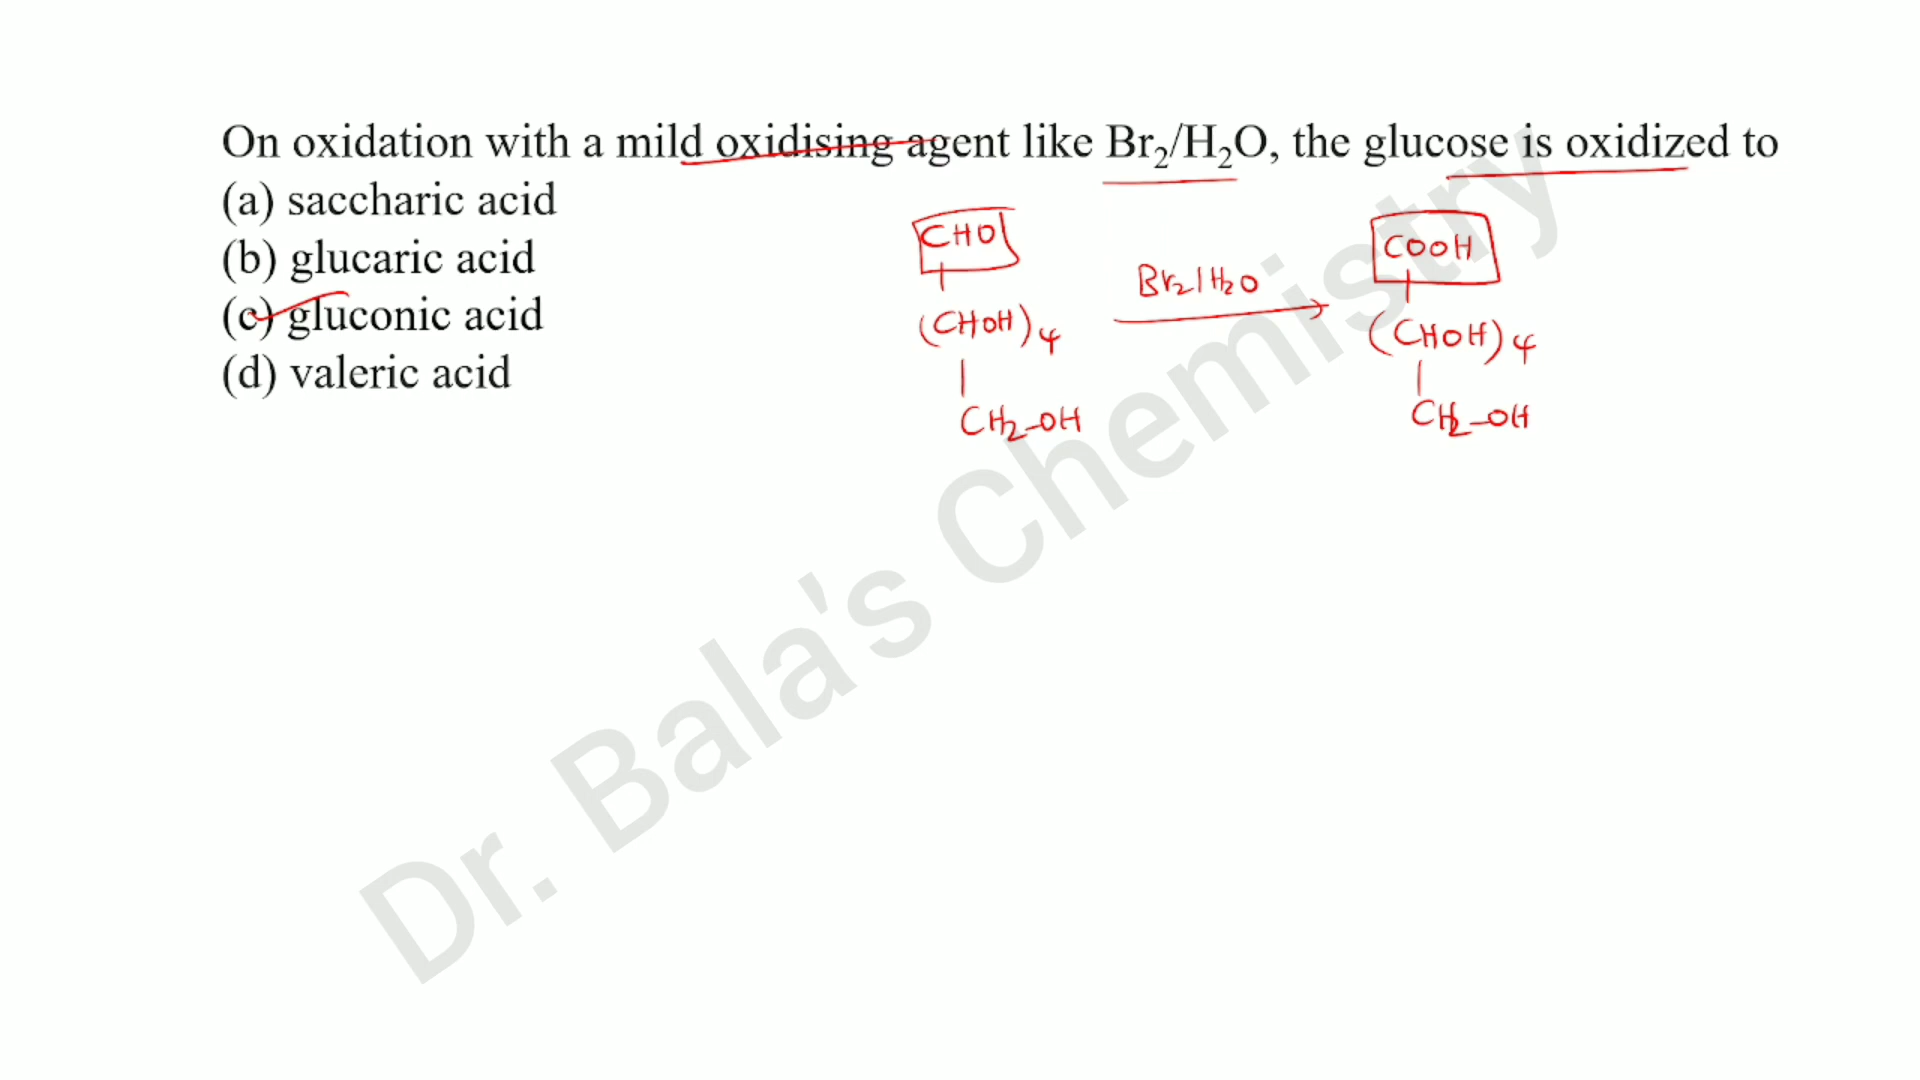 On oxidation with a mild oxidising agent like Br₂/H₂O, the glucose is oxidized to
(a) saccharic acid
(b) glucaric acid
(c) gluconic acid
(d) valeric acid
CHO
(CHOH)₄
CH₂-OH
Br₂/H₂O
COOH
(CHOH)₄
CH₂-OH
Dr. Bala's Chemistry